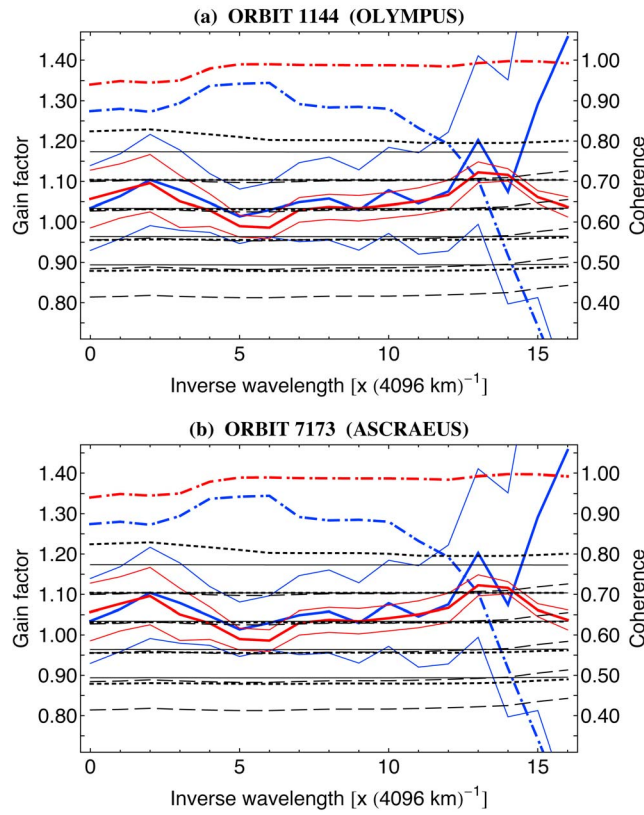 (a) ORBIT 1144 (OLYMPUS)
1.40
1.30
1.20
1.10
1.00
0.90
0.80
Gain factor
1.00
0.90
0.80
0.70
0.60
0.50
0.40
Coherence
0 5 10 15
Inverse wavelength [x (4096 km)⁻¹]
(b) ORBIT 7173 (ASCRAEUS)
1.40
1.30
1.20
1.10
1.00
0.90
0.80
Gain factor
1.00
0.90
0.80
0.70
0.60
0.50
0.40
Coherence
0 5 10 15
Inverse wavelength [x (4096 km)⁻¹]